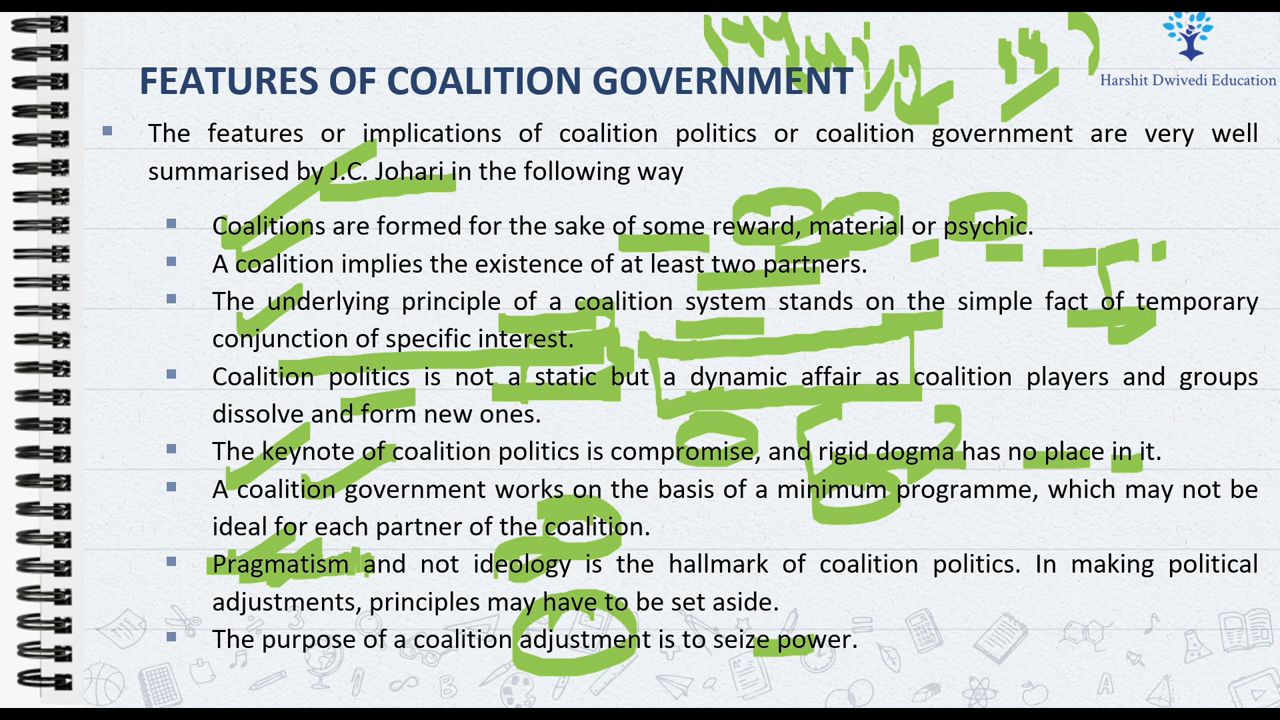 Harshit Dwivedi Education
FEATURES OF COALITION GOVERNMENT
The features or implications of coalition politics or coalition government are very well
summarised by J.C. Johari in the following way
Coalitions are formed for the sake of some reward, material or psychic.
A coalition implies the existence of at least two partners.
The underlying principle of a coalition system stands on the simple fact of temporary
conjunction of specific interest.
Coalition politics is not a static but a dynamic affair as coalition players and groups
dissolve and form new ones.
The keynote of coalition politics is compromise, and rigid dogma has no place in it.
A coalition government works on the basis of a minimum programme, which may not be
ideal for each partner of the coalition.
Pragmatism and not ideology is the hallmark of coalition politics. In making political
adjustments, principles may have to be set aside.
The purpose of a coalition adjustment is to seize power.